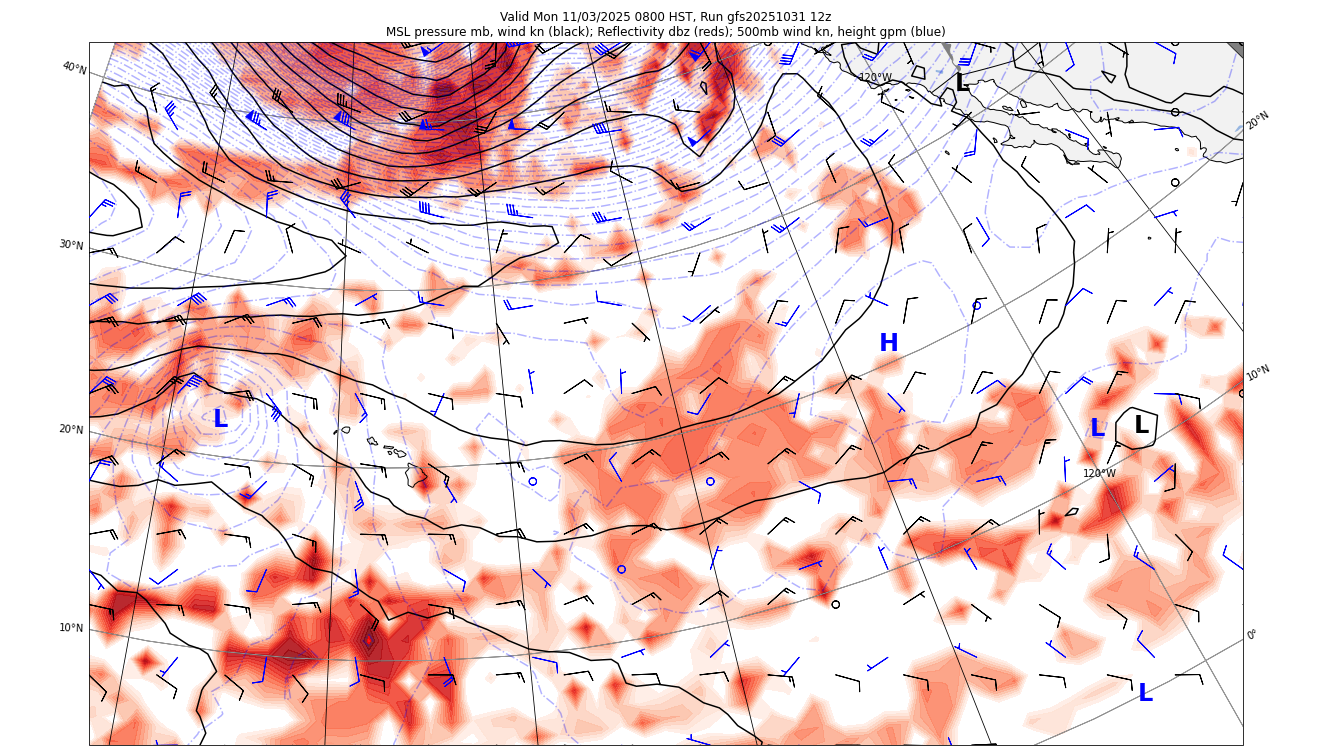 Valid Mon 11/03/2025 0800 HST, Run gfs20251031 12z
MSL pressure mb, wind kn (black); Reflectivity dbz (reds); 500mb wind kn, height gpm (blue)
40°N
120°W
L
20°N
30°N
H
10°N
20°N
L
L
L
120°W
10°N
0°
L